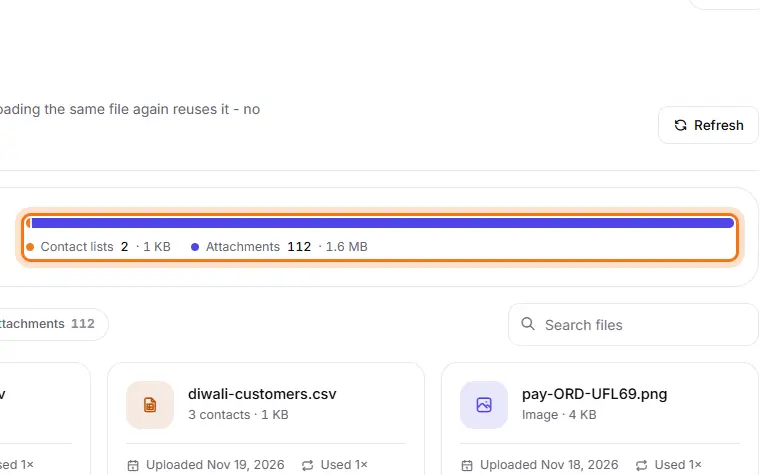 oading the same file again reuses it - no
Refresh
Contact lists 2 · 1 KB Attachments 112 · 1.6 MB
ttachments 112
Search files
v
diwali-customers.csv
3 contacts · 1 KB
pay-ORD-UFL69.png
Image · 4 KB
sed 1×
Uploaded Nov 19, 2026 Used 1×
Uploaded Nov 18, 2026 Used 1×